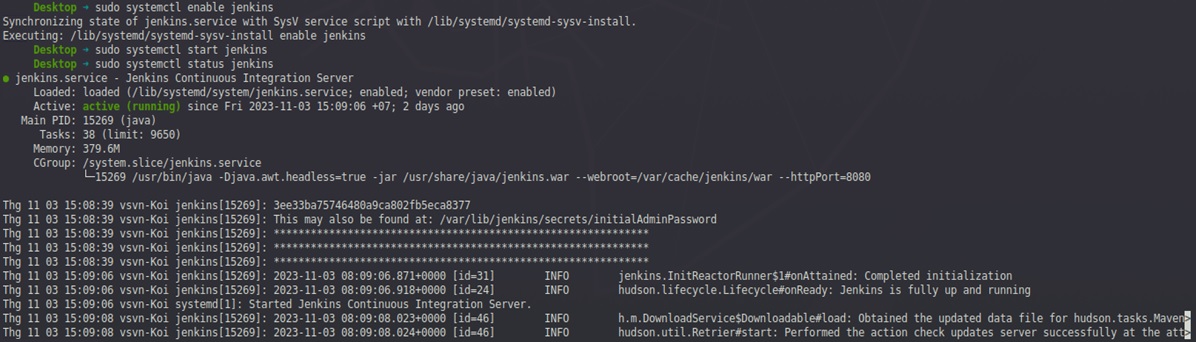 Desktop → sudo systemctl enable jenkins
Synchronizing state of jenkins.service with SysV service script with /lib/systemd/systemd-sysv-install.
Executing: /lib/systemd/systemd-sysv-install enable jenkins
Desktop → sudo systemctl start jenkins
Desktop → sudo systemctl status jenkins
● jenkins.service - Jenkins Continuous Integration Server
Loaded: loaded (/lib/systemd/system/jenkins.service; enabled; vendor preset: enabled)
Active: active (running) since Fri 2023-11-03 15:09:06 +07; 2 days ago
Main PID: 15269 (java)
Tasks: 38 (limit: 9650)
Memory: 379.6M
CGroup: /system.slice/jenkins.service
└─15269 /usr/bin/java -Djava.awt.headless=true -jar /usr/share/java/jenkins.war --webroot=/var/cache/jenkins/war --httpPort=8080
Thg 11 03 15:08:39 vsvn-Koi jenkins[15269]: 3ee33ba75746480a9ca802fb5eca8377
Thg 11 03 15:08:39 vsvn-Koi jenkins[15269]: This may also be found at: /var/lib/jenkins/secrets/initialAdminPassword
Thg 11 03 15:08:39 vsvn-Koi jenkins[15269]: *************************************************************
Thg 11 03 15:08:39 vsvn-Koi jenkins[15269]: *************************************************************
Thg 11 03 15:08:39 vsvn-Koi jenkins[15269]: *************************************************************
Thg 11 03 15:09:06 vsvn-Koi jenkins[15269]: 2023-11-03 08:09:06.871+0000 [id=31] INFO jenkins.InitReactorRunner$1#onAttained: Completed initialization
Thg 11 03 15:09:06 vsvn-Koi jenkins[15269]: 2023-11-03 08:09:06.918+0000 [id=24] INFO hudson.lifecycle.Lifecycle#onReady: Jenkins is fully up and running
Thg 11 03 15:09:06 vsvn-Koi systemd[1]: Started Jenkins Continuous Integration Server.
Thg 11 03 15:09:08 vsvn-Koi jenkins[15269]: 2023-11-03 08:09:08.023+0000 [id=46] INFO h.m.DownloadService$Downloadable#load: Obtained the updated data file for hudson.tasks.Maven>
Thg 11 03 15:09:08 vsvn-Koi jenkins[15269]: 2023-11-03 08:09:08.024+0000 [id=46] INFO hudson.util.Retrier#start: Performed the action check updates server successfully at the att>